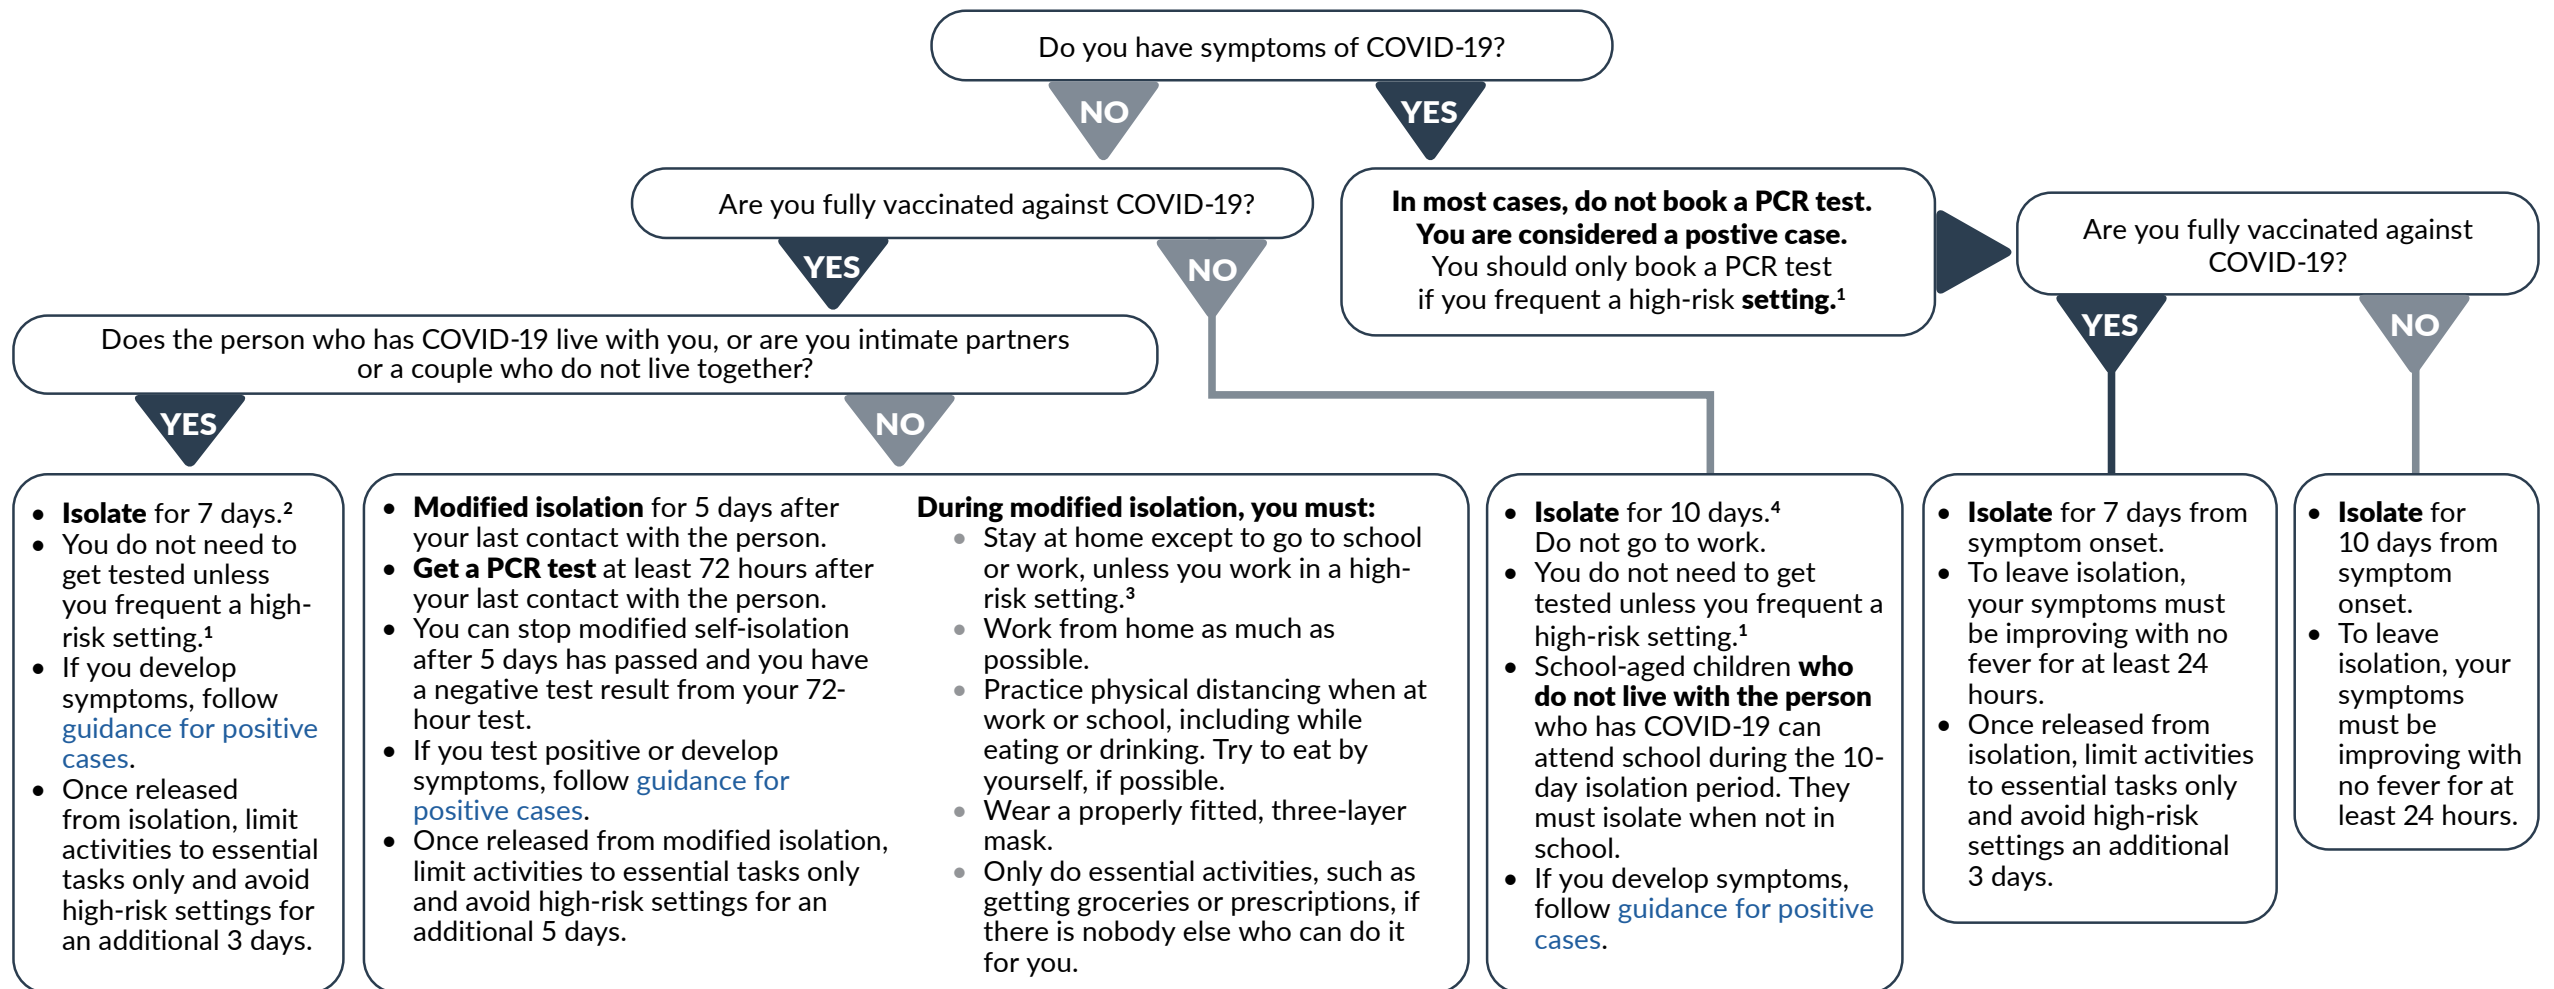 Do you have symptoms of COVID-19?
NO
YES
Are you fully vaccinated against COVID-19?
YES
NO
In most cases, do not book a PCR test.
You are considered a postive case.
You should only book a PCR test
if you frequent a high-risk setting.¹
Are you fully vaccinated against
COVID-19?
YES
NO
Does the person who has COVID-19 live with you, or are you intimate partners
or a couple who do not live together?
YES
NO
• Isolate for 7 days.²
• You do not need to
get tested unless
you frequent a high-
risk setting.¹
• If you develop
symptoms, follow
guidance for positive
cases.
• Once released
from isolation, limit
activities to essential
tasks only and avoid
high-risk settings for
an additional 3 days.
• Modified isolation for 5 days after
your last contact with the person.
• Get a PCR test at least 72 hours after
your last contact with the person.
• You can stop modified self-isolation
after 5 days has passed and you have
a negative test result from your 72-
hour test.
• If you test positive or develop
symptoms, follow guidance for
positive cases.
• Once released from modified isolation,
limit activities to essential tasks only
and avoid high-risk settings for an
additional 5 days.
During modified isolation, you must:
• Stay at home except to go to school
or work, unless you work in a high-
risk setting.³
• Work from home as much as
possible.
• Practice physical distancing when at
work or school, including while
eating or drinking. Try to eat by
yourself, if possible.
• Wear a properly fitted, three-layer
mask.
• Only do essential activities, such as
getting groceries or prescriptions, if
there is nobody else who can do it
for you.
• Isolate for 10 days.⁴
Do not go to work.
• You do not need to get
tested unless you frequent a
high-risk setting.¹
• School-aged children who
do not live with the person
who has COVID-19 can
attend school during the 10-
day isolation period. They
must isolate when not in
school.
• If you develop symptoms,
follow guidance for positive
cases.
• Isolate for 7 days from
symptom onset.
• To leave isolation,
your symptoms must
be improving with no
fever for at least 24
hours.
• Once released from
isolation, limit activities
to essential tasks only
and avoid high-risk
settings an additional
3 days.
• Isolate for
10 days from
symptom
onset.
• To leave
isolation, your
symptoms
must be
improving with
no fever for at
least 24 hours.